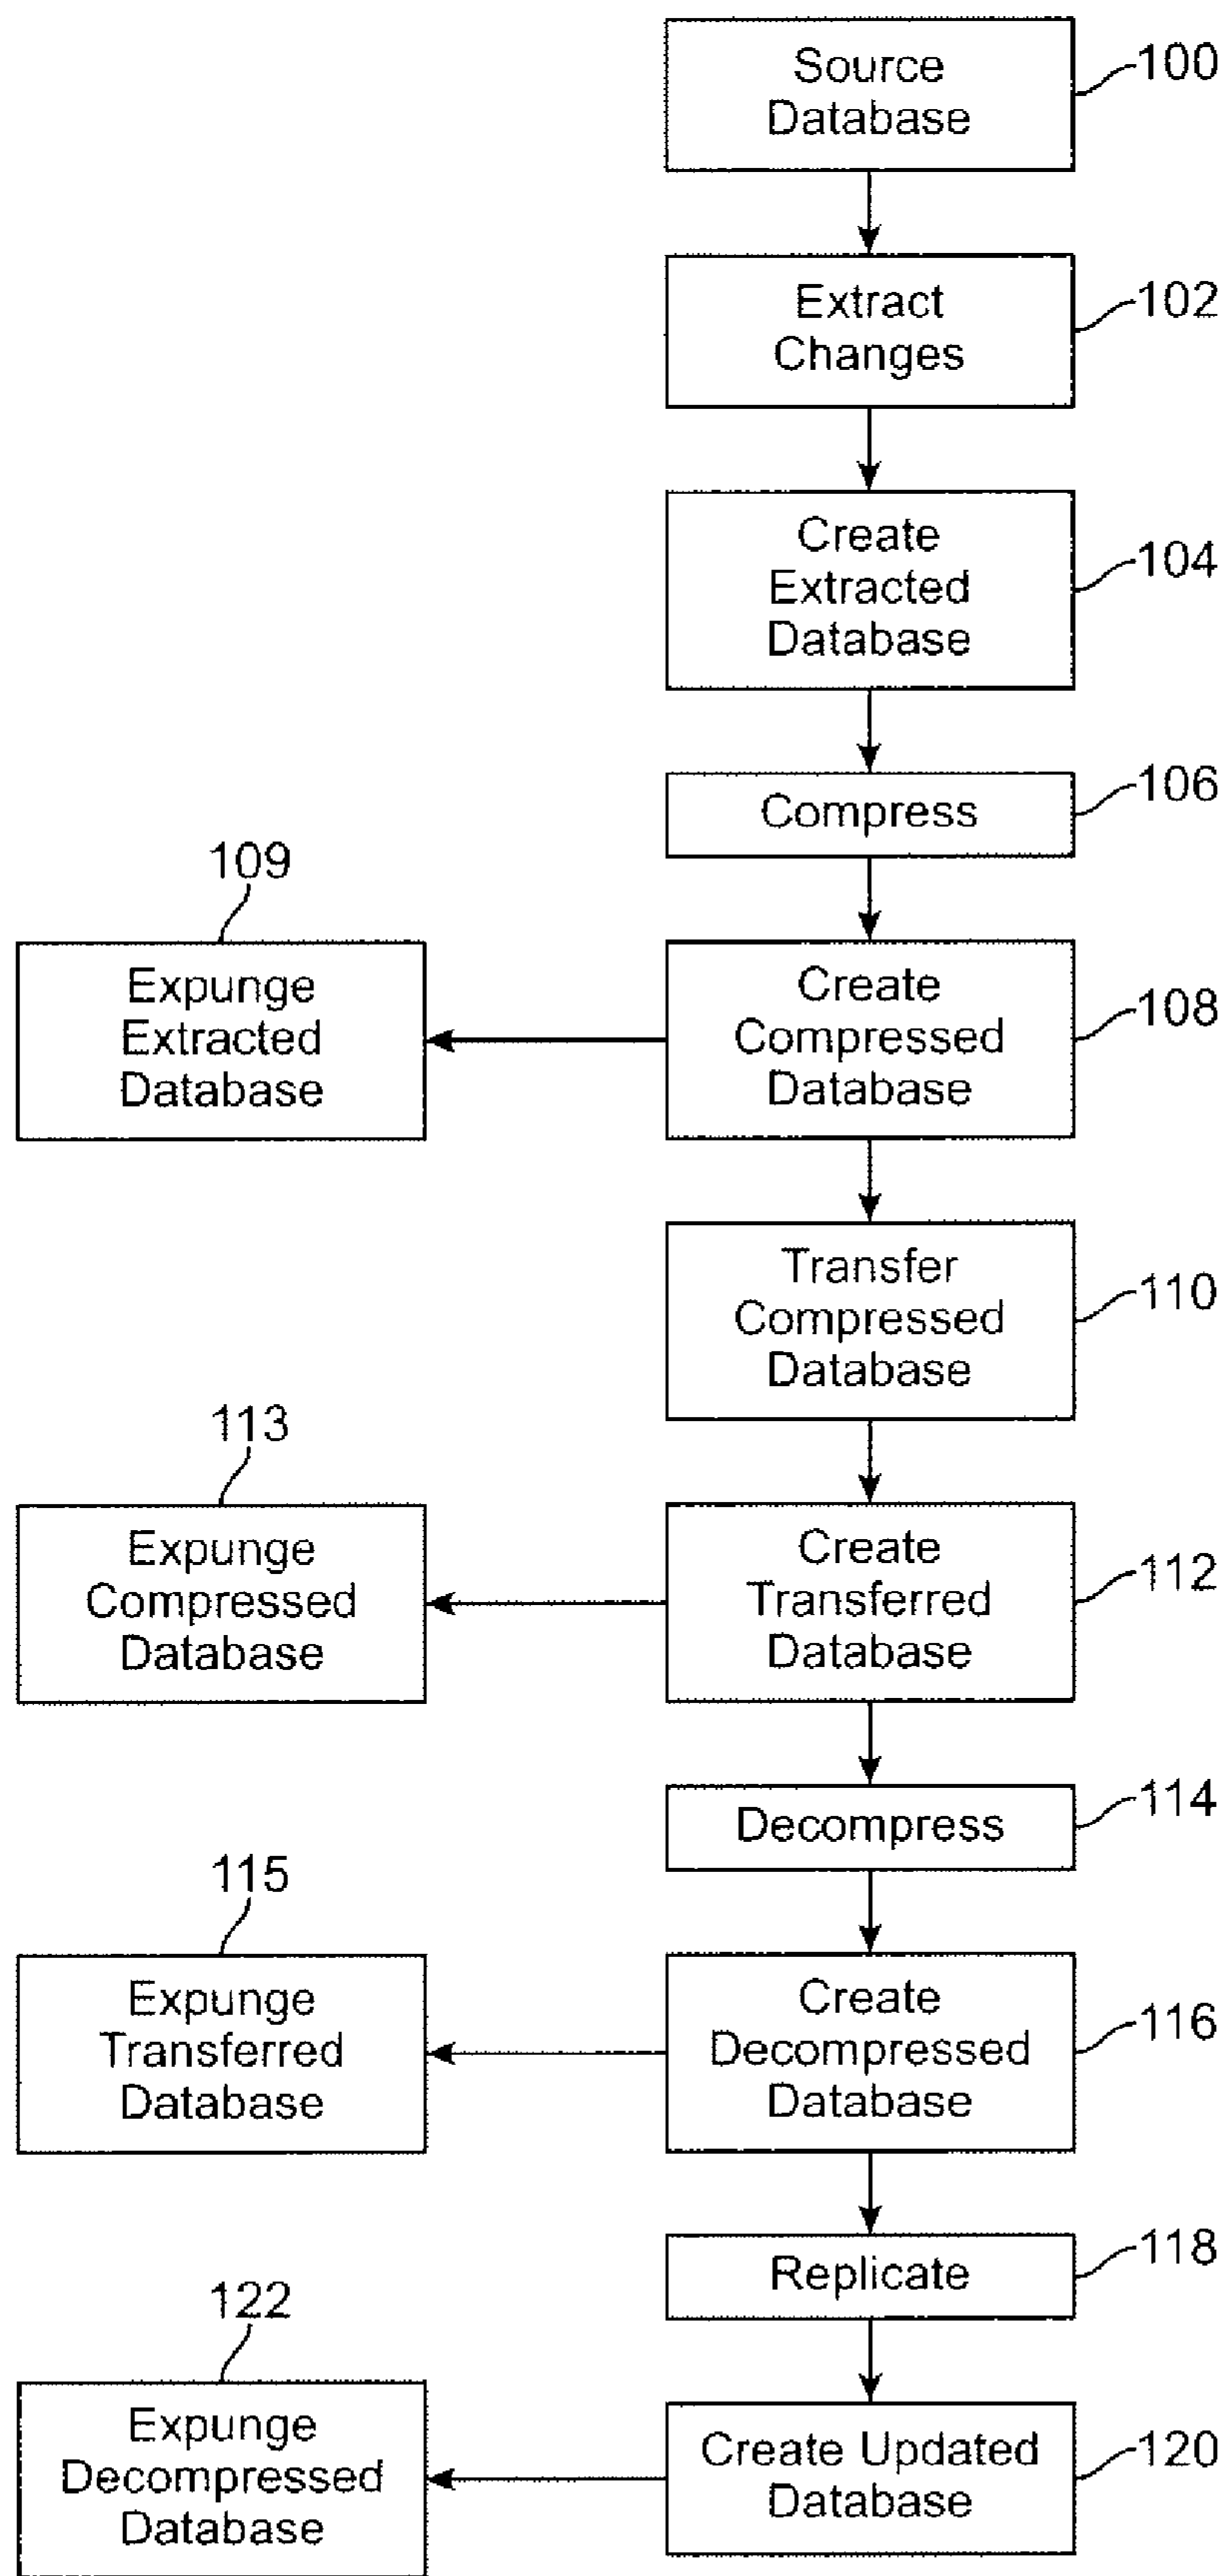 Source
Database
100
Extract
Changes
102
Create
Extracted
Database
104
Compress
106
109
Expunge
Extracted
Database
Create
Compressed
Database
108
Transfer
Compressed
Database
110
113
Expunge
Compressed
Database
Create
Transferred
Database
112
Decompress
114
115
Expunge
Transferred
Database
Create
Decompressed
Database
116
Replicate
118
122
Expunge
Decompressed
Database
Create Updated
Database
120